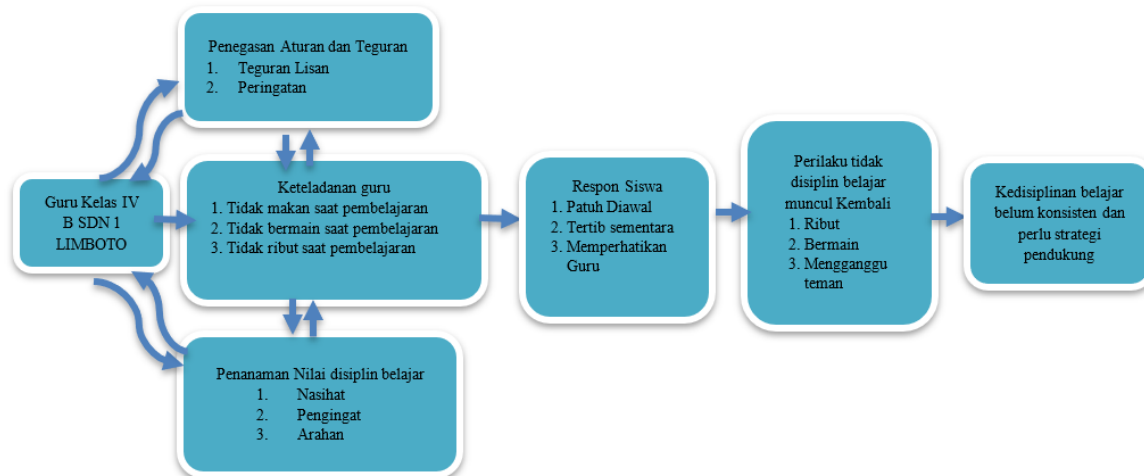 Penegasan Aturan dan Teguran
1. Teguran Lisan
2. Peringatan
Guru Kelas IV
B SDN 1
LIMBOTO
Keteladanan guru
1. Tidak makan saat pembelajaran
2. Tidak bermain saat pembelajaran
3. Tidak ribut saat pembelajaran
Penanaman Nilai disiplin belajar
1. Nasihat
2. Pengingat
3. Arahan
Respon Siswa
1. Patuh Diawal
2. Tertib sementara
3. Memperhatikan
Guru
Perilaku tidak
disiplin belajar
muncul Kembali
1. Ribut
2. Bermain
3. Mengganggu
teman
Kedisiplinan belajar
belum konsisten dan
perlu strategi
pendukung